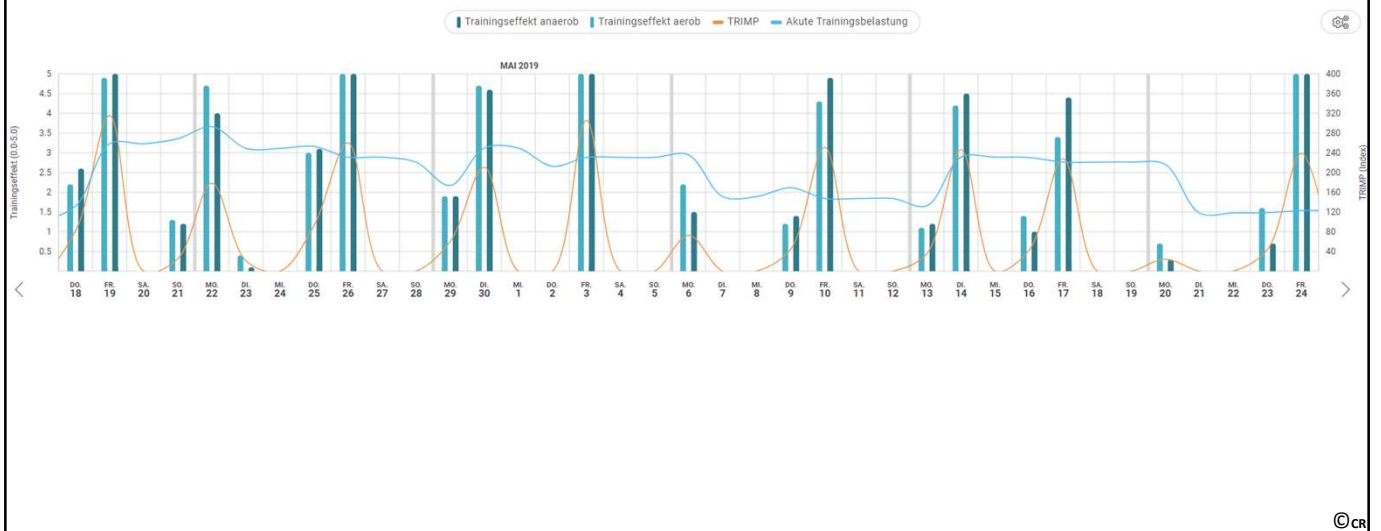 Trainingseffekt anaerob Trainingseffekt aerob TRIMP Akute Trainingsbelastung
MAI 2019
Trainingseffekt (0.0-5.0)
5
4.5
4
3.5
3
2.5
2
1.5
1
0.5
400
360
320
280
240
200
160
120
80
40
TRIMP (Index)
DO. FR. SA. SO. MO. DI. MI. DO. FR. SA. SO. MO. DI. MI. DO. FR. SA. SO. MO. DI. MI. DO. FR. SA. SO. MO. DI. MI. DO. FR. SA. SO. MO. DI. MI. DO. FR.
18 19 20 21 22 23 24 25 26 27 28 29 30 1 2 3 4 5 6 7 8 9 10 11 12 13 14 15 16 17 18 19 20 21 22 23 24
©CR